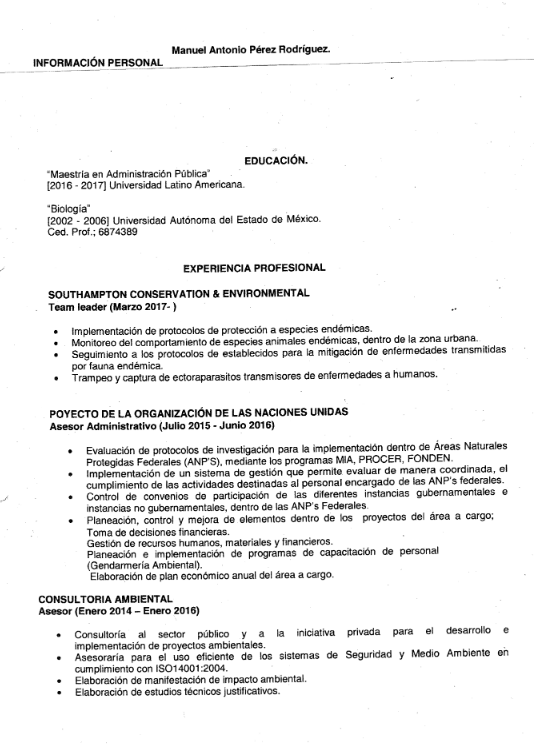 Manuel Antonio Pérez Rodríguez.
INFORMACIÓN PERSONAL
EDUCACIÓN.
"Maestría en Administración Pública"
[2016 - 2017] Universidad Latino Americana.
"Biología"
[2002 - 2006] Universidad Autónoma del Estado de México.
Ced. Prof.; 6874389
EXPERIENCIA PROFESIONAL
SOUTHAMPTON CONSERVATION & ENVIRONMENTAL
Team leader (Marzo 2017- )
• Implementación de protocolos de protección a especies endémicas.
• Monitoreo del comportamiento de especies animales endémicas, dentro de la zona urbana.
• Seguimiento a los protocolos de establecidos para la mitigación de enfermedades transmitidas
por fauna endémica.
• Trampeo y captura de ectoraparasitos transmisores de enfermedades a humanos.
POYECTO DE LA ORGANIZACIÓN DE LAS NACIONES UNIDAS
Asesor Administrativo (Julio 2015 - Junio 2016)
• Evaluación de protocolos de investigación para la implementación dentro de Áreas Naturales
Protegidas Federales (ANP'S), mediante los programas MIA, PROCER, FONDEN.
• Implementación de un sistema de gestión que permite evaluar de manera coordinada, el
cumplimiento de las actividades destinadas al personal encargado de las ANP's federales.
• Control de convenios de participación de las diferentes instancias gubernamentales e
instancias no gubernamentales, dentro de las ANP's Federales.
• Planeación, control y mejora de elementos dentro de los proyectos del área a cargo;
Toma de decisiones financieras.
Gestión de recursos humanos, materiales y financieros.
Planeación e implementación de programas de capacitación de personal
(Gendarmería Ambiental).
Elaboración de plan económico anual del área a cargo.
CONSULTORIA AMBIENTAL
Asesor (Enero 2014 – Enero 2016)
• Consultoría al sector público y a la iniciativa privada para el desarrollo e
implementación de proyectos ambientales.
• Asesoraría para el uso eficiente de los sistemas de Seguridad y Medio Ambiente en
cumplimiento con ISO14001:2004.
• Elaboración de manifestación de impacto ambiental.
• Elaboración de estudios técnicos justificativos.